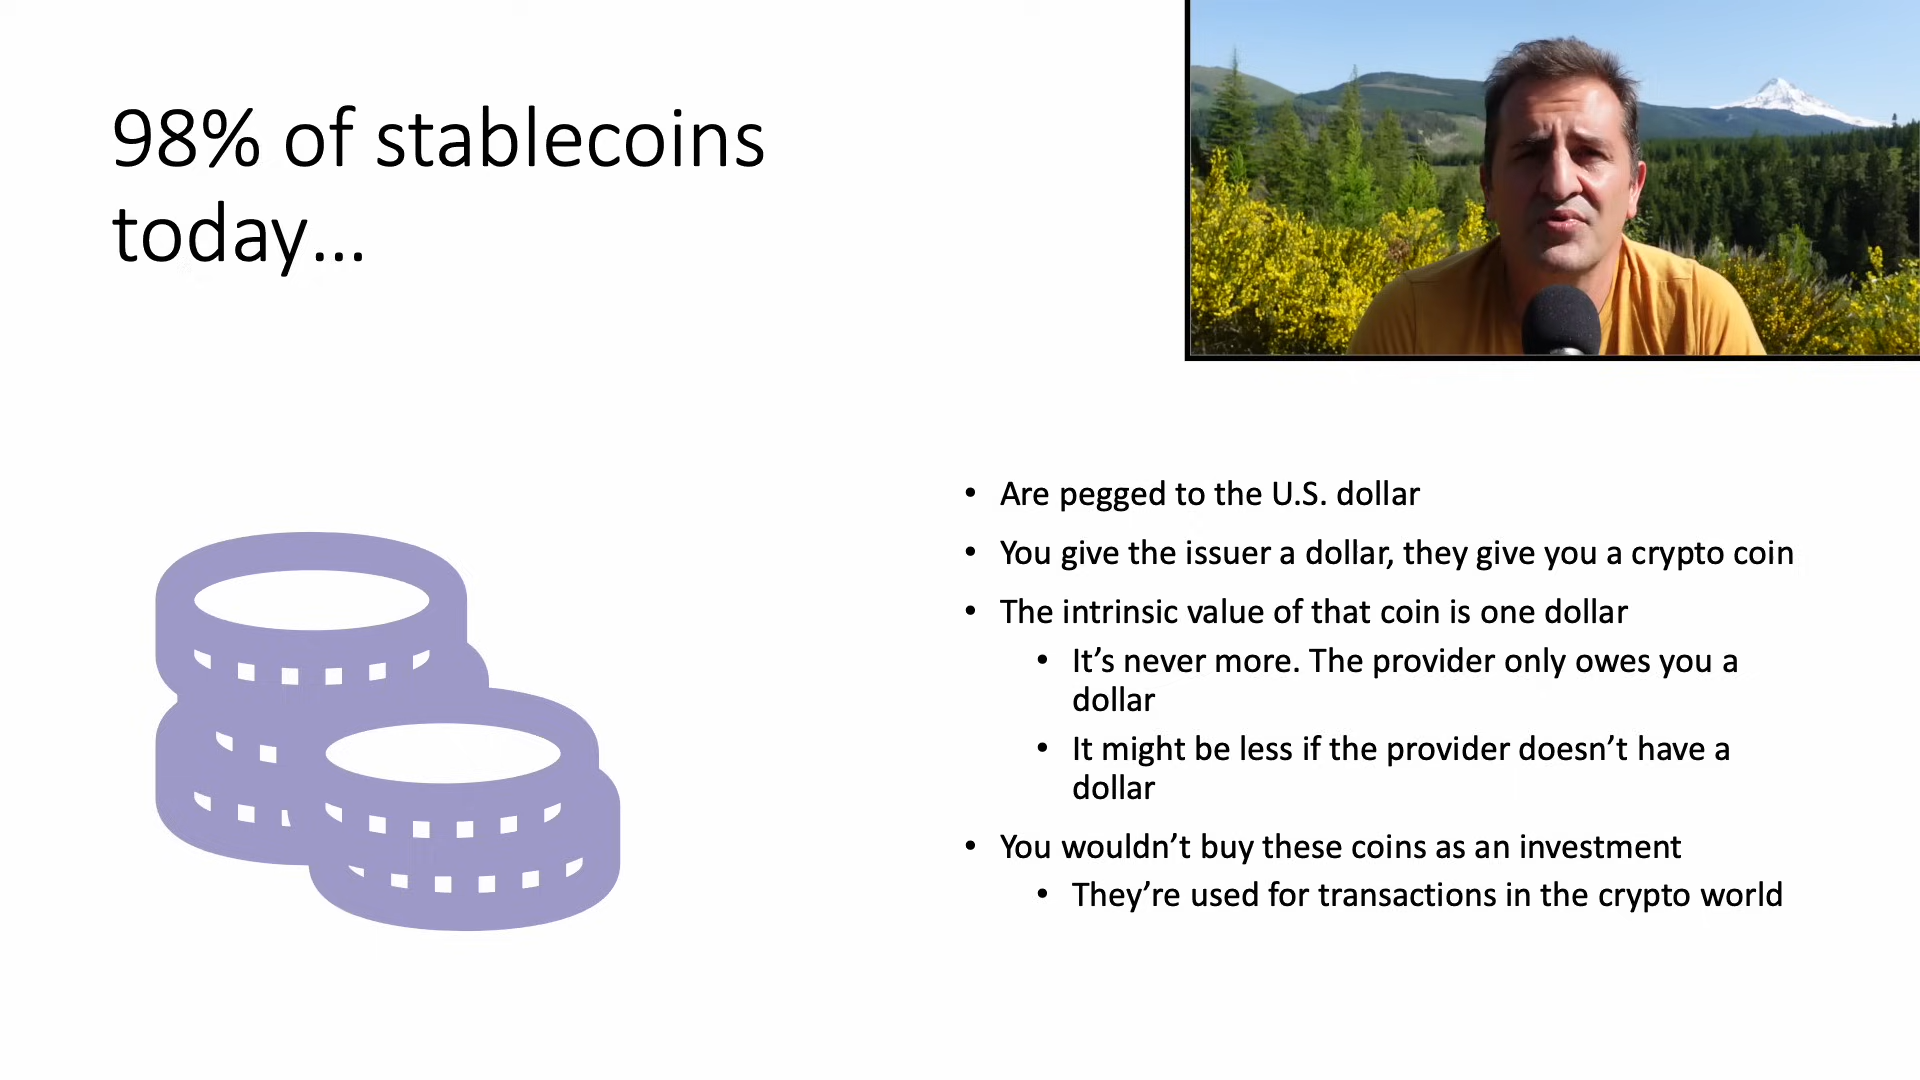 98% of stablecoins
today...
• Are pegged to the U.S. dollar
• You give the issuer a dollar, they give you a crypto coin
• The intrinsic value of that coin is one dollar
• It’s never more. The provider only owes you a
dollar
• It might be less if the provider doesn’t have a
dollar
• You wouldn’t buy these coins as an investment
• They’re used for transactions in the crypto world